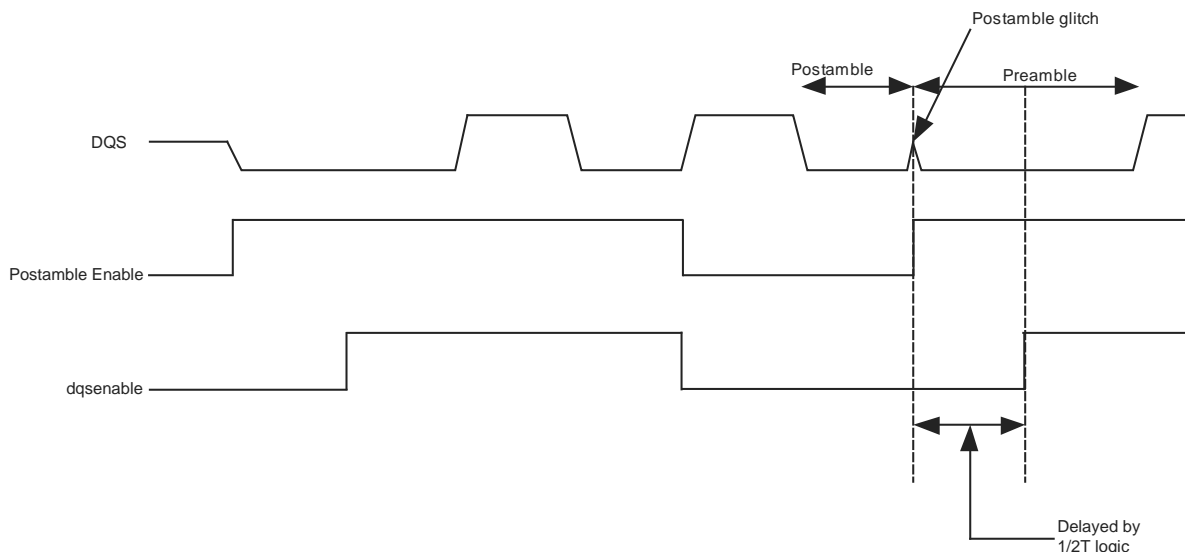 Postamble glitch
Postamble
Preamble
DQS
Postamble Enable
dqsenable
Delayed by
1/2T logic